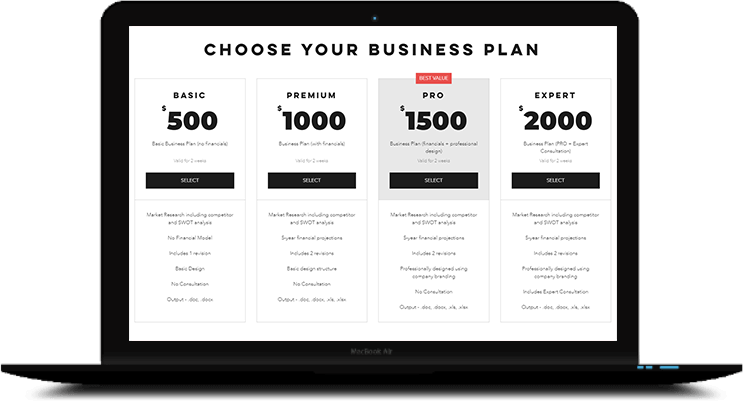 CHOOSE YOUR BUSINESS PLAN
BASIC
$500
Basic Business Plan (no financials)
Valid for 2 weeks
SELECT
Market Research including competitor
and SWOT analysis
No Financial Model
Includes 1 revision
Basic Design
No Consultation
Output - .doc, .docx
PREMIUM
$1000
Business Plan (with financials)
Valid for 2 weeks
SELECT
Market Research including competitor
and SWOT analysis
5-year financial projections
Includes 2 revisions
Basic design structure
No Consultation
Output - .doc, .docx, .xls, .xlsx
BEST VALUE
PRO
$1500
Business Plan (financials + professional
design)
Valid for 2 weeks
SELECT
Market Research including competitor
and SWOT analysis
5-year financial projections
Includes 2 revisions
Professionally designed using
company branding
No Consultation
Output - .doc, .docx, .xls, .xlsx
EXPERT
$2000
Business Plan (PRO + Expert
Consultation)
Valid for 2 weeks
SELECT
Market Research including competitor
and SWOT analysis
5-year financial projections
Includes 2 revisions
Professionally designed using
company branding
Includes Expert Consultation
Output - .doc, .docx, .xls, .xlsx
MacBook Air